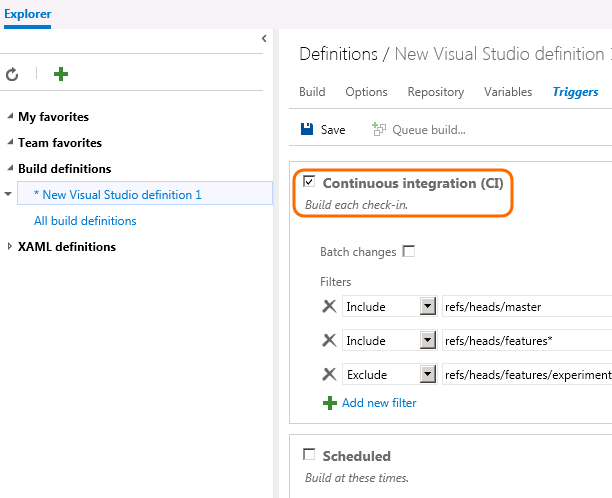 Explorer
My favorites
Team favorites
Build definitions
* New Visual Studio definition 1
All build definitions
XAML definitions
Definitions / New Visual Studio definition 1
Build Options Repository Variables Triggers
Save Queue build...
Continuous integration (CI)
Build each check-in.
Batch changes
Filters
Include refs/heads/master
Include refs/heads/features*
Exclude refs/heads/features/experiment
Add new filter
Scheduled
Build at these times.